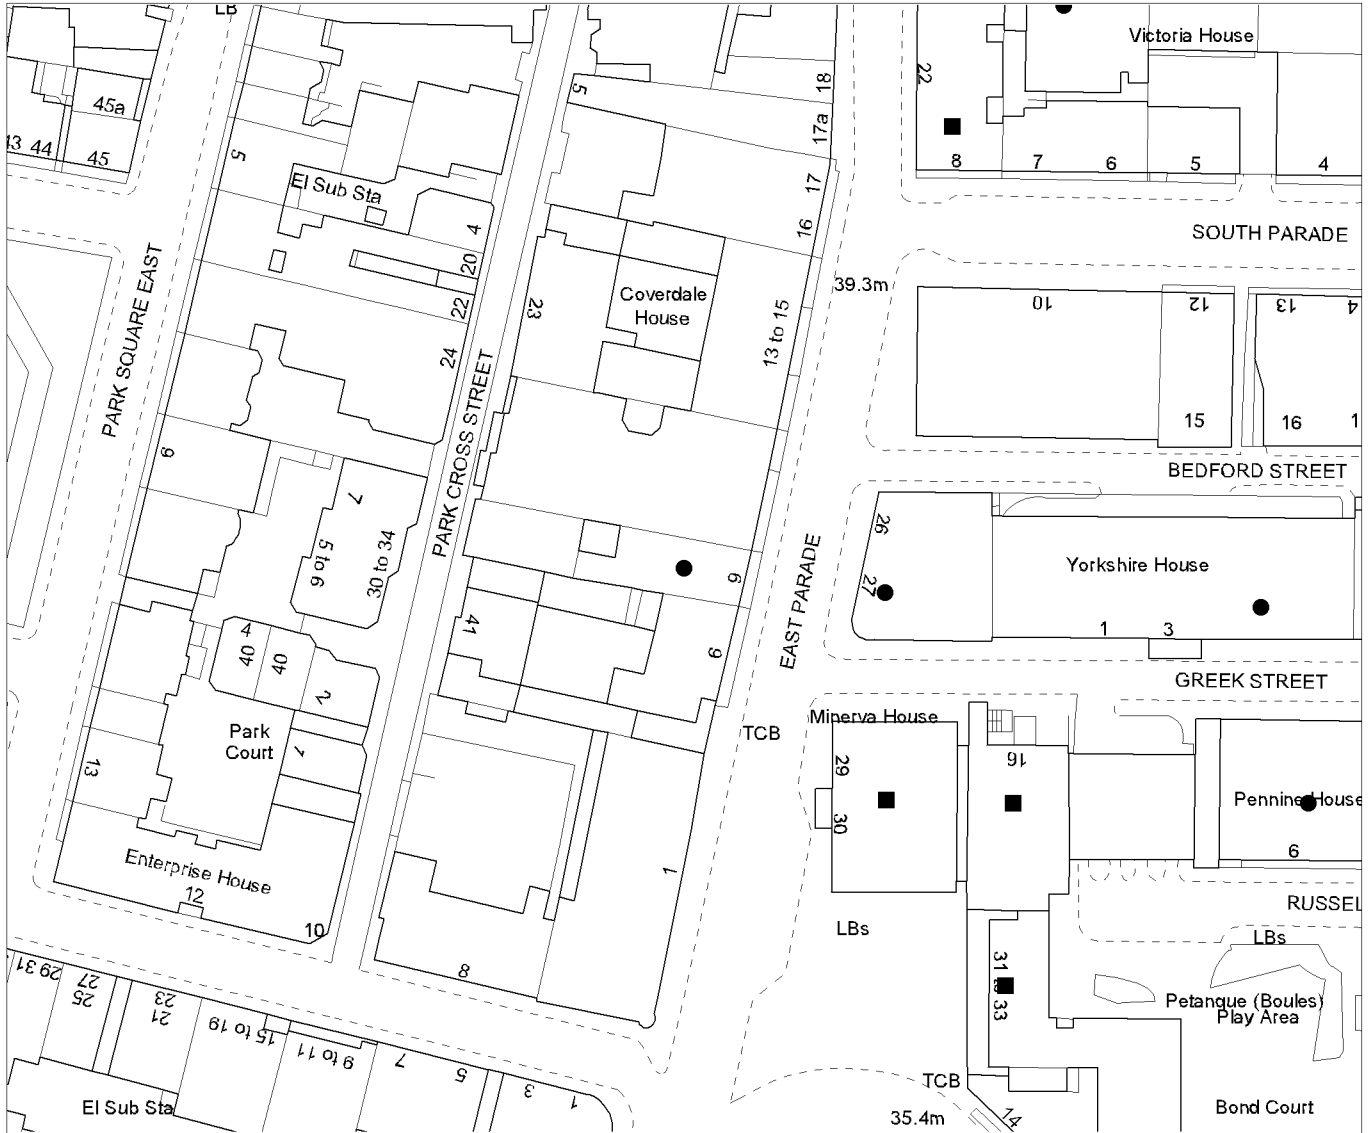 LB
Victoria House
45a
43 44
45
5
5
18
17a
22
8
7
6
5
4
El Sub Sta
4
17
16
SOUTH PARADE
20
22
24
23
Coverdale
House
39.3m
13 to 15
10
12
13
4
15
16
1
PARK SQUARE EAST
PARK CROSS STREET
BEDFORD STREET
9
7
5 to 6
30 to 34
26
27
Yorkshire House
1
3
6
EAST PARADE
4
40
40
2
41
9
GREEK STREET
Park
Court
7
13
TCB
Minerva House
29
30
16
Pennine House
6
Enterprise House
12
10
1
8
LBs
RUSSEL
LBs
31
33
Petanque (Boules)
Play Area
29 31
27
25
23
21
15 to 19
9 to 11
7
5
3
1
El Sub Sta
TCB
35.4m
14
Bond Court